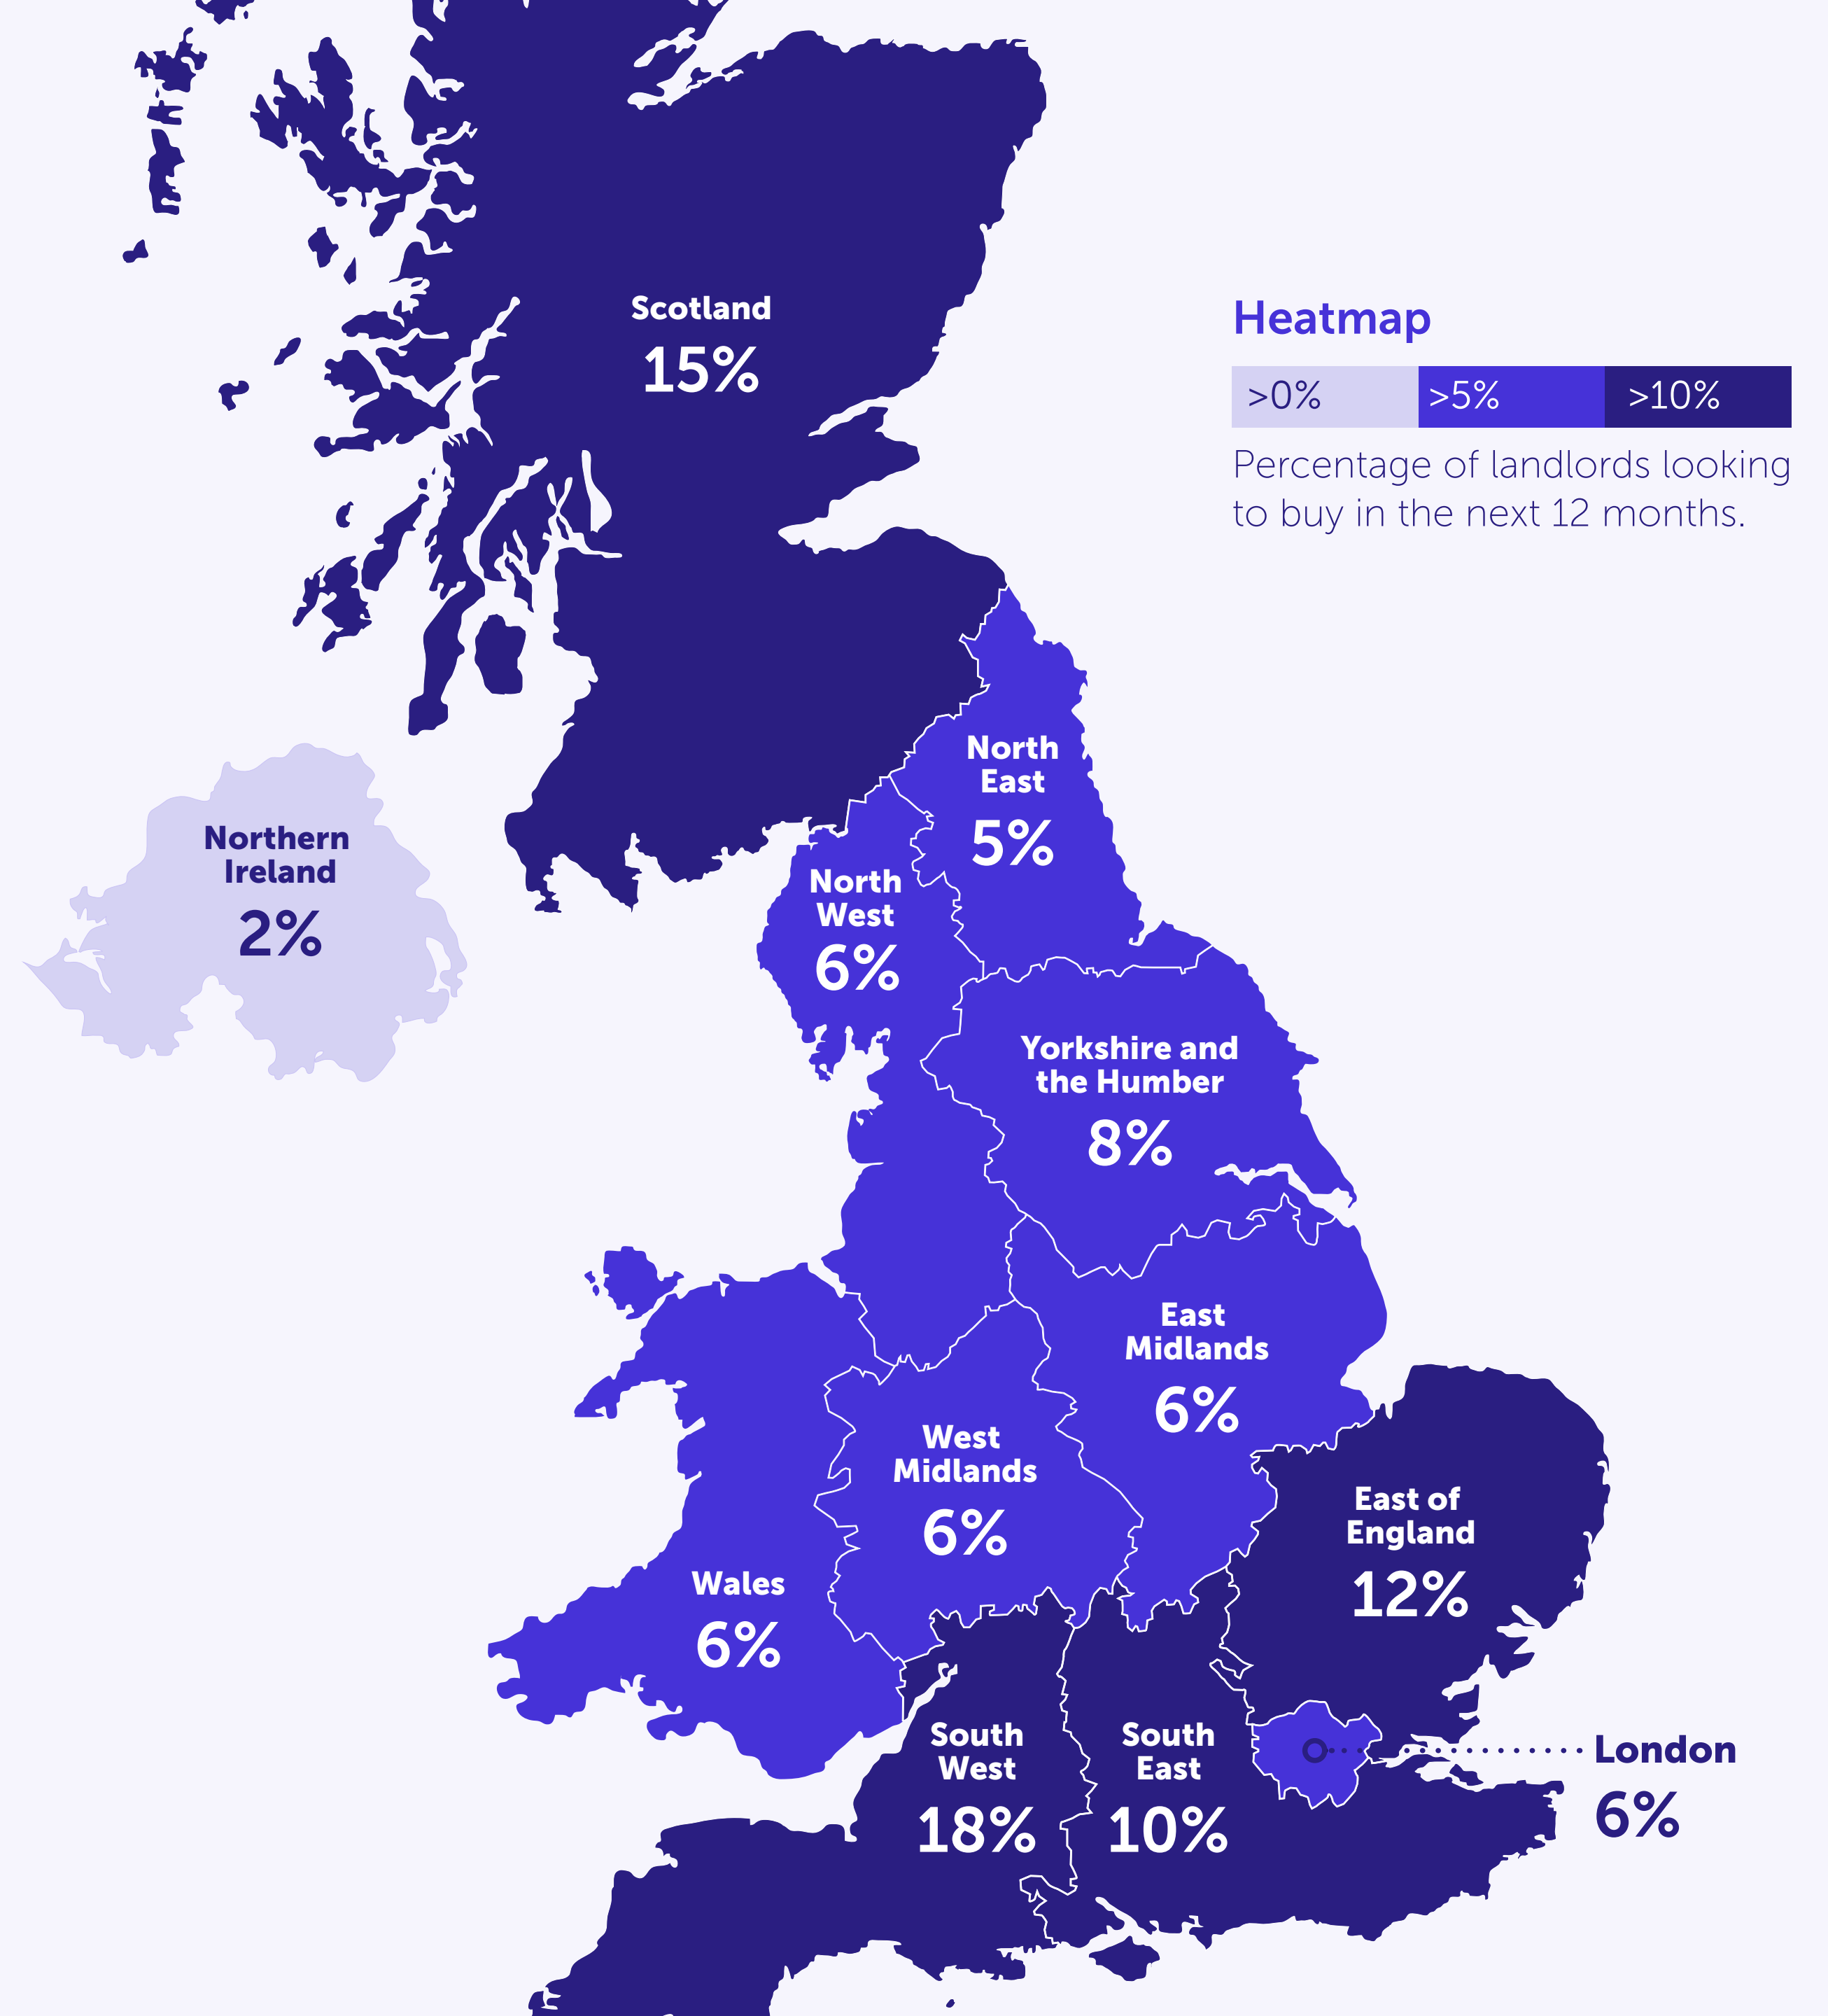 Scotland
15%
Heatmap
>0%
>5%
>10%
Percentage of landlords looking
to buy in the next 12 months.
North
East
5%
Northern
Ireland
2%
North
West
6%
Yorkshire and
the Humber
8%
East
Midlands
6%
West
Midlands
6%
East of
England
12%
Wales
6%
South
West
18%
South
East
10%
London
6%